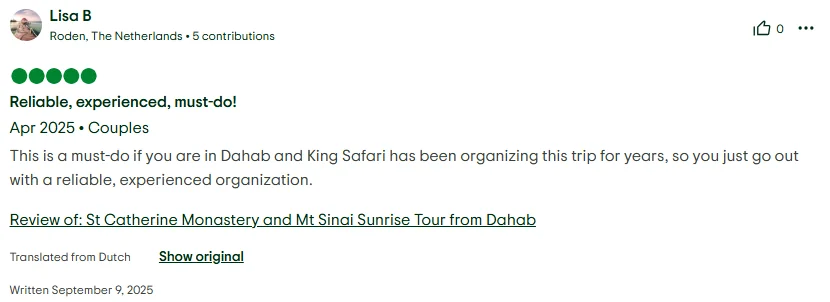 Lisa B
Roden, The Netherlands • 5 contributions
0
Reliable, experienced, must-do!
Apr 2025 • Couples
This is a must-do if you are in Dahab and King Safari has been organizing this trip for years, so you just go out
with a reliable, experienced organization.
Review of: St Catherine Monastery and Mt Sinai Sunrise Tour from Dahab
Translated from Dutch Show original
Written September 9, 2025